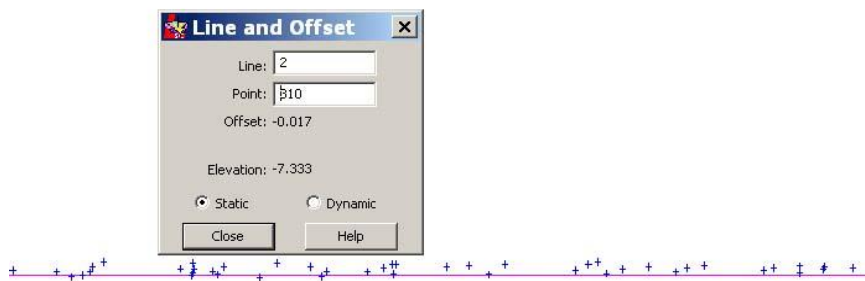 Line and Offset
Line: 2
Point: 310
Offset: -0.017
Elevation: -7.333
Static Dynamic
Close Help